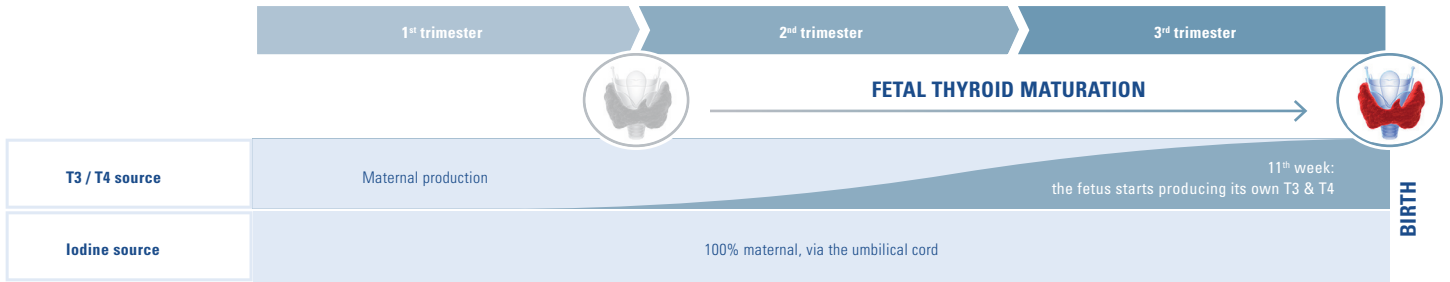 1st trimester
2nd trimester
3rd trimester
FETAL THYROID MATURATION
T3 / T4 source
Maternal production
11th week:
the fetus starts producing its own T3 & T4
Iodine source
100% maternal, via the umbilical cord
BIRTH